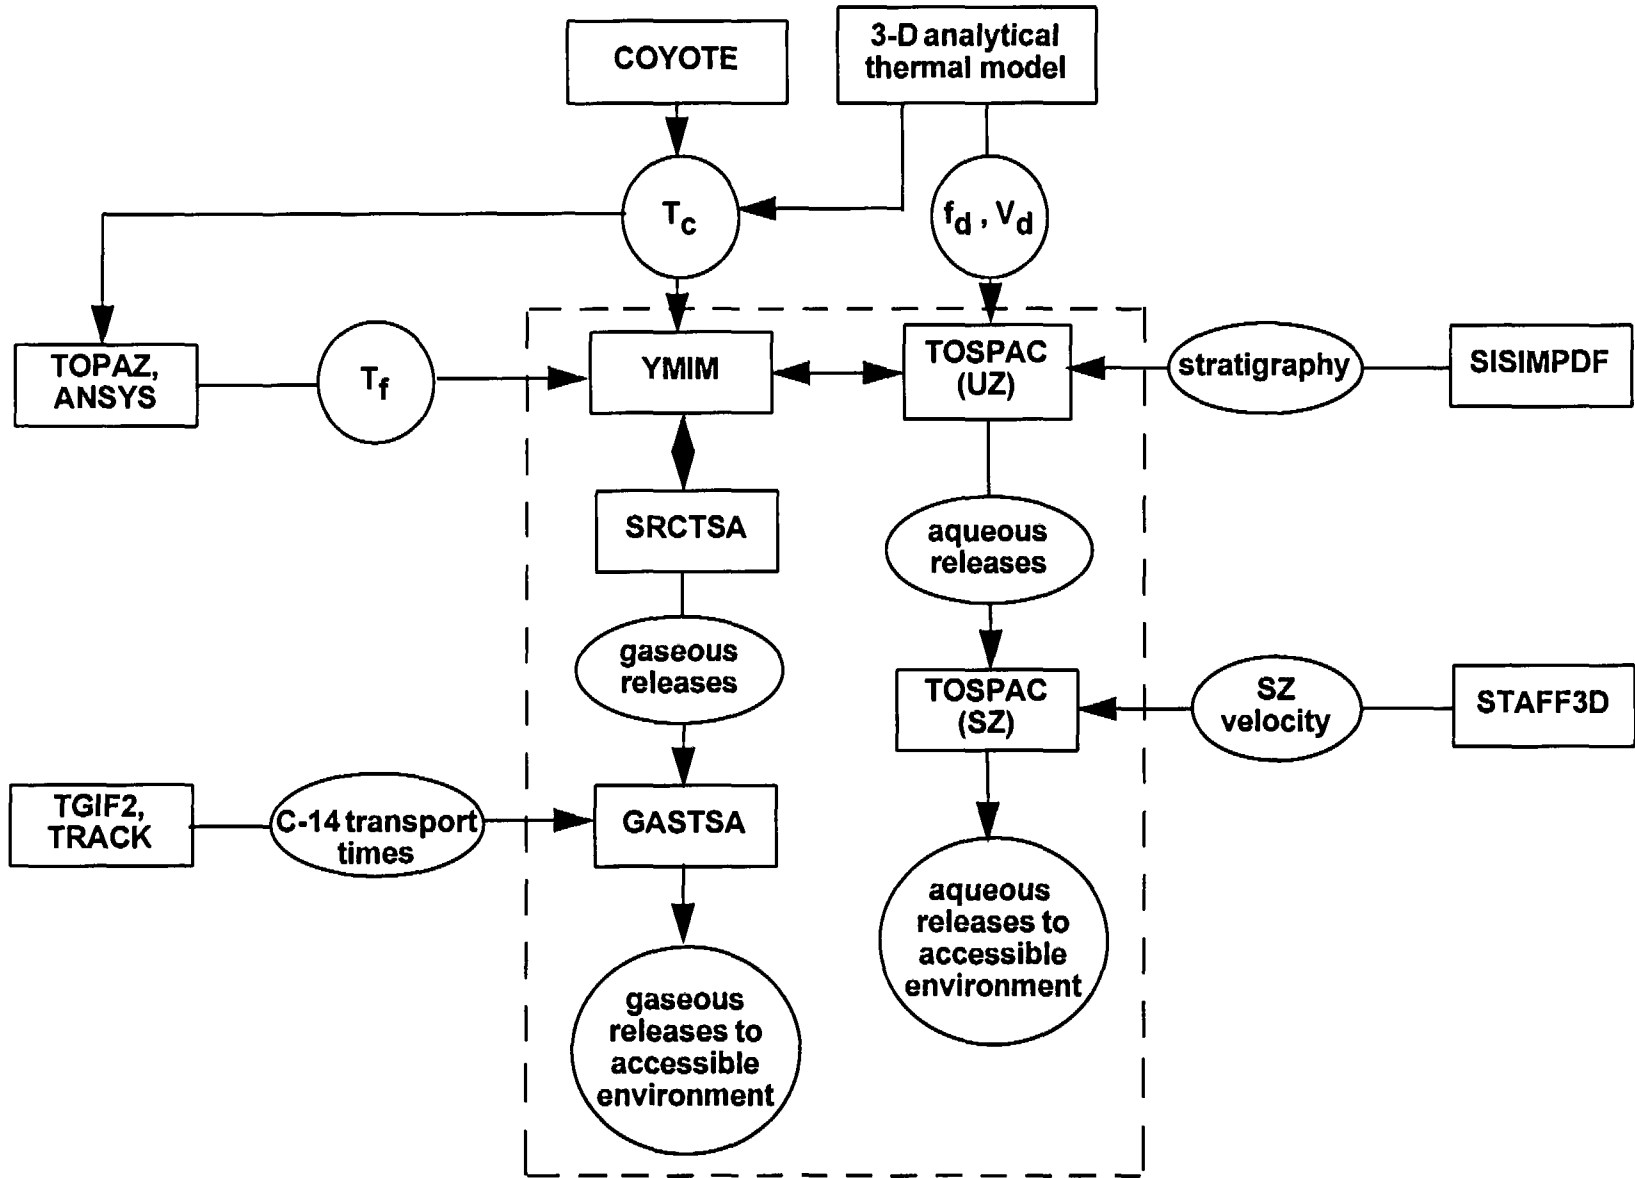 COYOTE
3-D analytical
thermal model
Tc
fd , Vd
TOPAZ,
ANSYS
Tf
YMIM
TOSPAC
(UZ)
stratigraphy
SISIMPDF
SRCTSA
aqueous
releases
gaseous
releases
TOSPAC
(SZ)
SZ
velocity
STAFF3D
TGIF2,
TRACK
C-14 transport
times
GASTSA
aqueous
releases to
accessible
environment
gaseous
releases to
accessible
environment